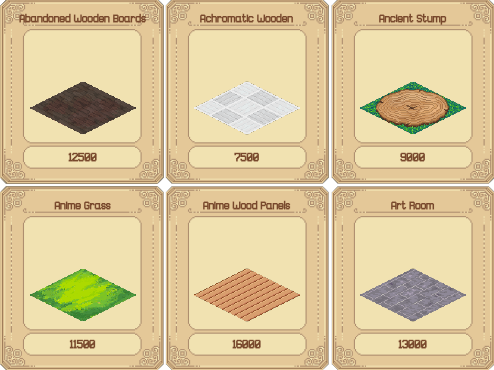 Abandoned Wooden Boards
Achromatic Wooden
Ancient Stump
12500
7500
9000
Anime Grass
Anime Wood Panels
Art Room
11500
16000
13000